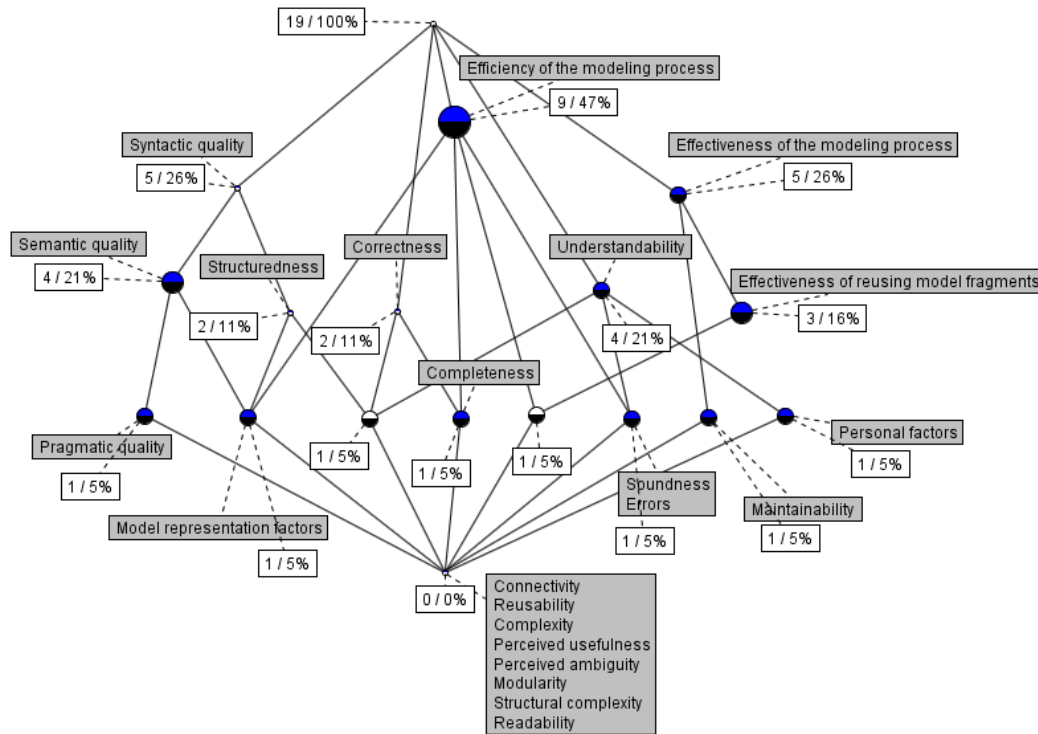 19 / 100%
Efficiency of the modeling process
9 / 47%
Syntactic quality
5 / 26%
Effectiveness of the modeling process
5 / 26%
Semantic quality
4 / 21%
Structuredness
2 / 11%
Correctness
2 / 11%
Understandability
4 / 21%
Effectiveness of reusing model fragments
3 / 16%
Completeness
1 / 5%
Pragmatic quality
1 / 5%
Model representation factors
1 / 5%
1 / 5%
1 / 5%
Soundness
Errors
1 / 5%
Maintainability
1 / 5%
Personal factors
1 / 5%
0 / 0%
Connectivity
Reusability
Complexity
Perceived usefulness
Perceived ambiguity
Modularity
Structural complexity
Readability